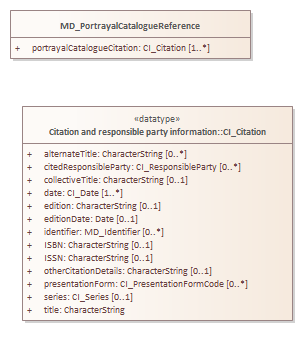 MD_PortrayalCatalogueReference
+ portrayalCatalogueCitation: CI_Citation [1..*]
«datatype»
Citation and responsible party information::CI_Citation
+ alternateTitle: CharacterString [0..*]
+ citedResponsibleParty: CI_ResponsibleParty [0..*]
+ collectiveTitle: CharacterString [0..1]
+ date: CI_Date [1..*]
+ edition: CharacterString [0..1]
+ editionDate: Date [0..1]
+ identifier: MD_Identifier [0..*]
+ ISBN: CharacterString [0..1]
+ ISSN: CharacterString [0..1]
+ otherCitationDetails: CharacterString [0..1]
+ presentationForm: CI_PresentationFormCode [0..*]
+ series: CI_Series [0..1]
+ title: CharacterString